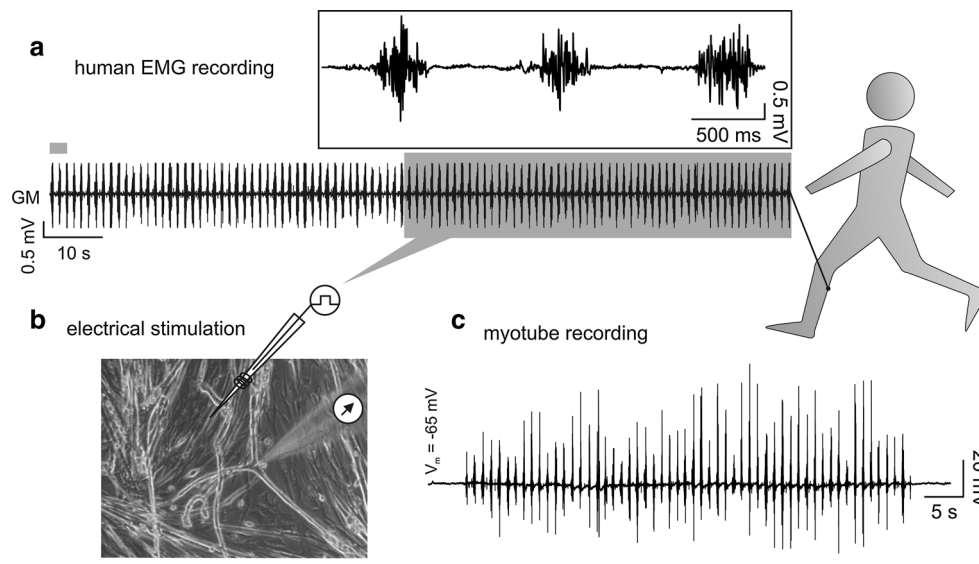 a
human EMG recording
0.5 mV
500 ms
GM
0.5 mV
10 s
b
electrical stimulation
c
myotube recording
Vm = -65 mV
5 s